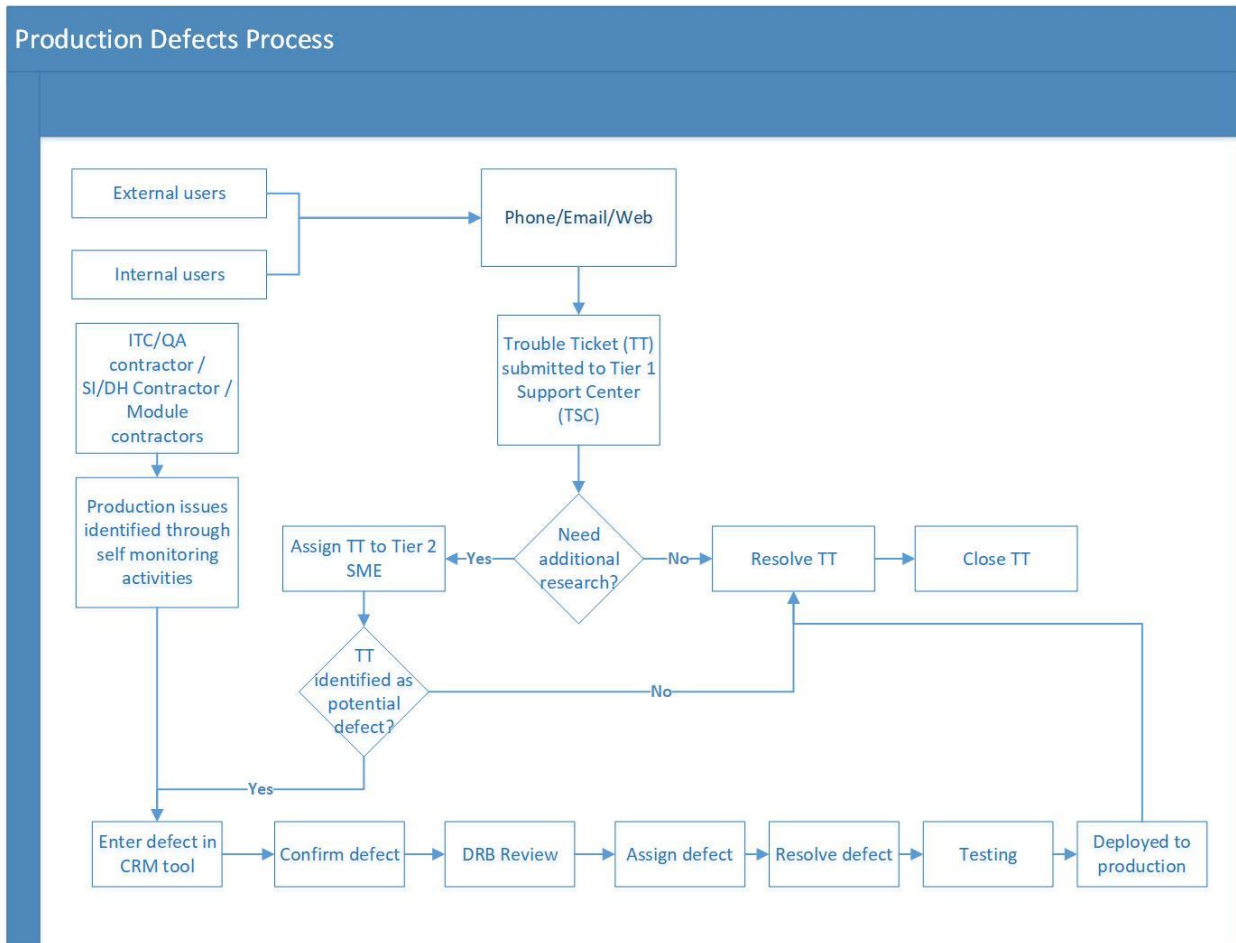 Production Defects Process
External users
Internal users
Phone/Email/Web
ITC/QA
contractor /
SI/DH Contractor /
Module
contractors
Trouble Ticket (TT)
submitted to Tier 1
Support Center
(TSC)
Production issues
identified through
self monitoring
activities
Assign TT to Tier 2
SME
Yes
Need
additional
research?
No
Resolve TT
Close TT
TT
identified as
potential
defect?
No
Yes
Enter defect in
CRM tool
Confirm defect
DRB Review
Assign defect
Resolve defect
Testing
Deployed to
production